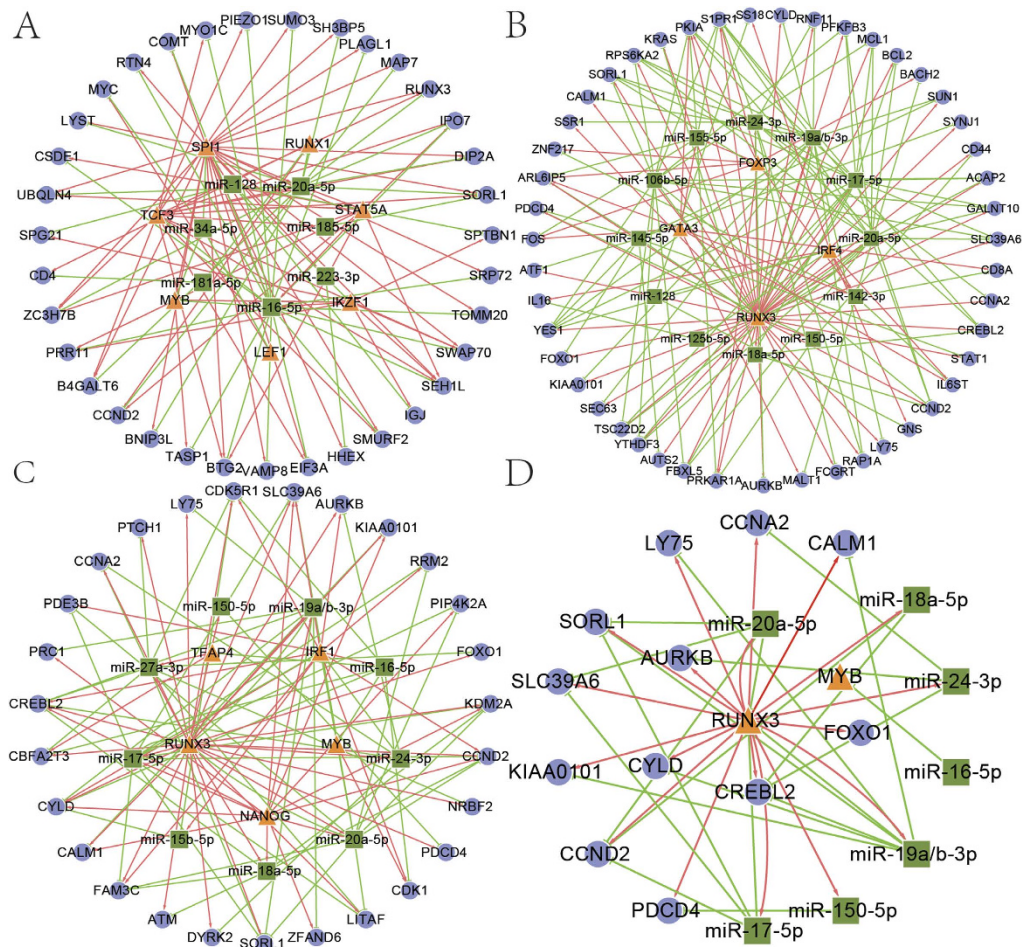 A
PIEZO1
SUMO3
MYO1C
SH3BP5
COMT
PLAGL1
RTN4
MAP7
MYC
RUNX3
LYST
IPO7
SPI1
RUNX1
CSDE1
DIP2A
miR-128
miR-20a-5p
UBQLN4
SORL1
TCF3
STAT5A
miR-34a-5p
miR-185-5p
SPG21
SPTBN1
CD4
miR-223-3p
SRP72
miR-181a-5p
MYB
IKZF1
miR-16-5p
ZC3H7B
TOMM20
LEF1
PRR11
SWAP70
B4GALT6
SEH1L
CCND2
IGJ
BNIP3L
SMURF2
TASP1
HHEX
BTG2
VAMP8
EIF3A
B
SS18
CYLD
S1PR1
RNF11
PKIA
PFKFB3
KRAS
MCL1
RPS6KA2
BCL2
SORL1
BACH2
CALM1
SUN1
miR-24-3p
miR-155-5p
miR-19a/b-3p
SSR1
SYNJ1
ZNF217
CD44
FOXP3
ARL6IP5
miR-106b-5p
miR-17-5p
ACAP2
PDCD4
GALNT10
GATA3
FOS
miR-145-5p
miR-20a-5p
SLC39A6
IRF4
ATF1
CD8A
IL16
miR-128
miR-142-3p
CCNA2
YES1
RUNX3
CREBL2
miR-125b-5p
miR-150-5p
FOXO1
miR-18a-5p
STAT1
KIAA0101
IL6ST
SEC63
CCND2
TSC22D2
GNS
YTHDF3
LY75
AUTS2
RAP1A
FBXL5
FCGRT
PRKAR1A
MALT1
AURKB
C
CDK5R1
SLC39A6
LY75
AURKB
PTCH1
KIAA0101
CCNA2
RRM2
miR-150-5p
miR-19a/b-3p
PDE3B
PIP4K2A
TFAP4
IRF1
PRC1
miR-27a-3p
miR-16-5p
FOXO1
CREBL2
KDM2A
RUNX3
MYB
CBFA2T3
miR-17-5p
miR-24-3p
CCND2
CYLD
NRBF2
NANOG
CALM1
miR-15b-5p
miR-20a-5p
PDCD4
miR-18a-5p
FAM3C
CDK1
ATM
LITAF
DYRK2
ZFAND6
SORL1
D
CCNA2
LY75
CALM1
miR-18a-5p
SORL1
miR-20a-5p
AURKB
MYB
SLC39A6
miR-24-3p
RUNX3
FOXO1
KIAA0101
CYLD
miR-16-5p
CREBL2
CCND2
miR-19a/b-3p
PDCD4
miR-150-5p
miR-17-5p